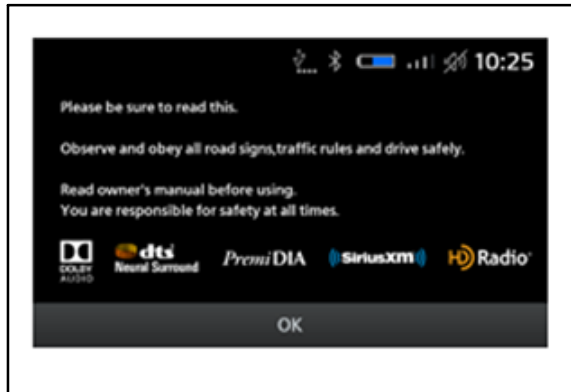 10:25
Please be sure to read this.
Observe and obey all road signs,traffic rules and drive safely.
Read owner's manual before using.
You are responsible for safety at all times.
DOLBY AUDIO
dts Neural Surround
PremiDIA
SiriusXM
HD Radio
OK